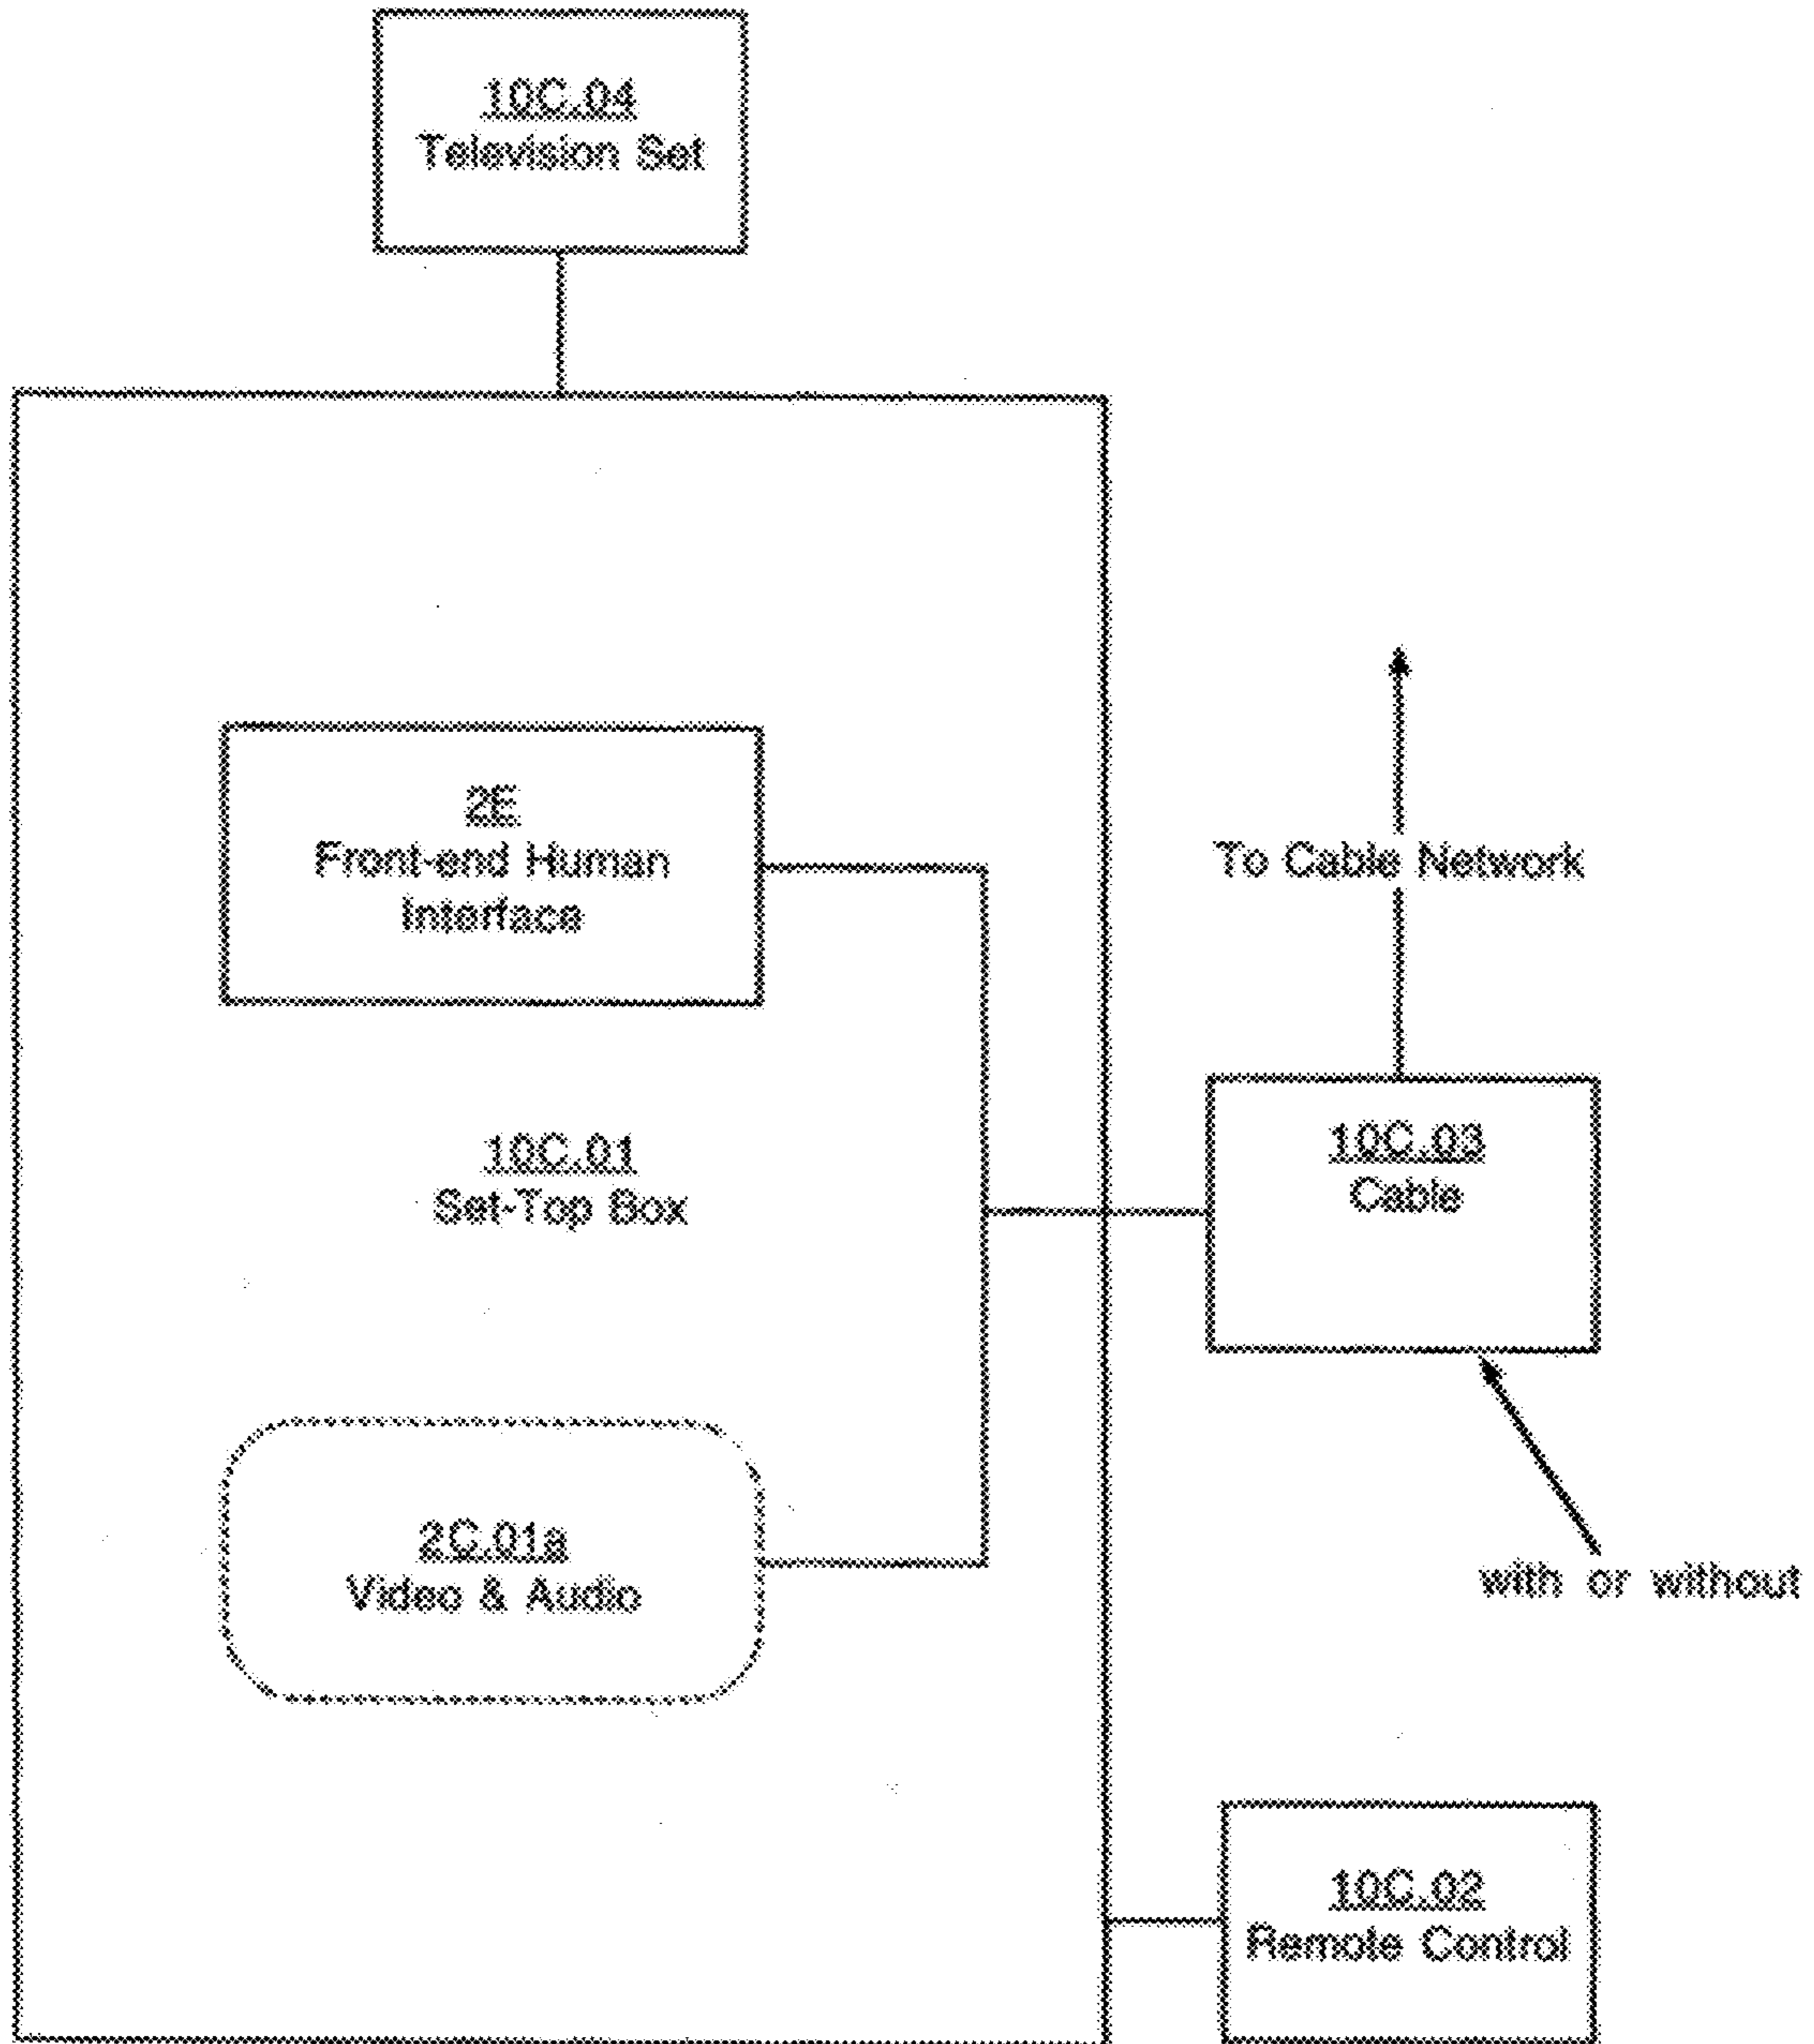 10C.04
Television Set
2E
Front-end Human
Interface
To Cable Network
10C.01
Set-Top Box
10C.03
Cable
2C.01a
Video & Audio
with or without
10C.02
Remote Control